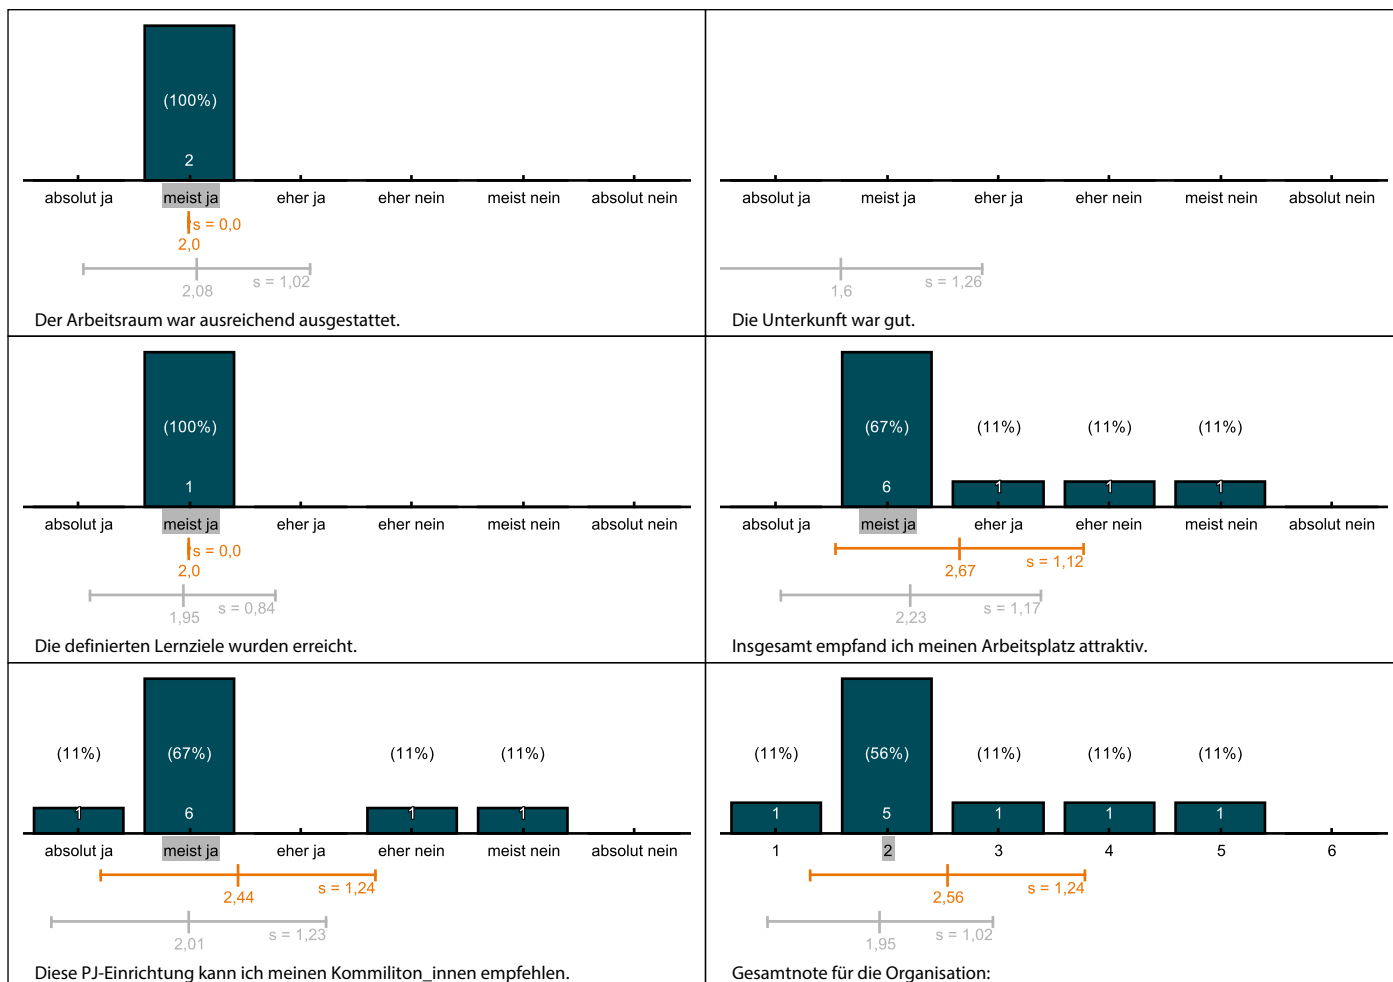 (100%)
2
absolut ja meist ja eher ja eher nein meist nein absolut nein
s = 0,0
2,0
s = 1,02
2,08
Der Arbeitsraum war ausreichend ausgestattet.
absolut ja meist ja eher ja eher nein meist nein absolut nein
s = 1,26
1,6
Die Unterkunft war gut.
(100%)
1
absolut ja meist ja eher ja eher nein meist nein absolut nein
s = 0,0
2,0
s = 0,84
1,95
Die definierten Lernziele wurden erreicht.
(67%) (11%) (11%) (11%)
6 1 1 1
absolut ja meist ja eher ja eher nein meist nein absolut nein
s = 1,12
2,67
s = 1,17
2,23
Insgesamt empfand ich meinen Arbeitsplatz attraktiv.
(11%) (67%) (11%) (11%)
1 6 1 1
absolut ja meist ja eher ja eher nein meist nein absolut nein
s = 1,24
2,44
s = 1,23
2,01
Diese PJ-Einrichtung kann ich meinen Kommiliton_innen empfehlen.
(11%) (56%) (11%) (11%) (11%)
1 5 1 1 1
1 2 3 4 5 6
s = 1,24
2,56
s = 1,02
1,95
Gesamtnote für die Organisation: